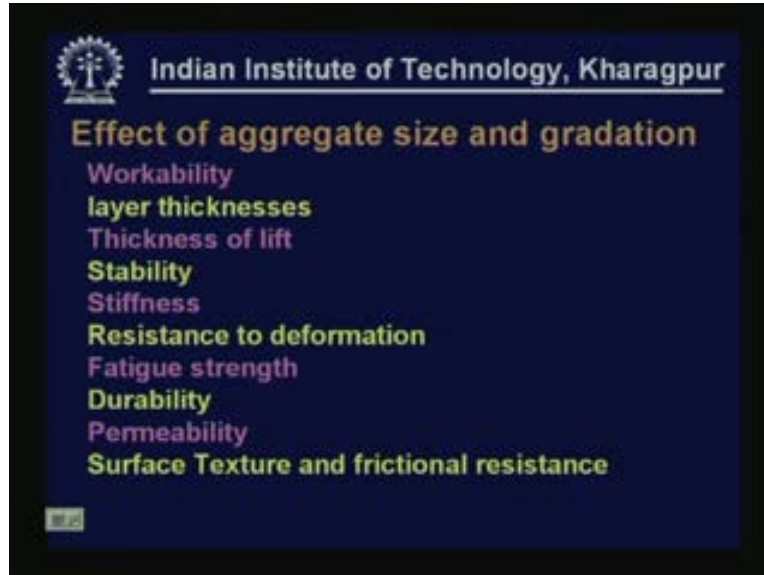 Indian Institute of Technology, Kharagpur
Effect of aggregate size and gradation
Workability
layer thicknesses
Thickness of lift
Stability
Stiffness
Resistance to deformation
Fatigue strength
Durability
Permeability
Surface Texture and frictional resistance